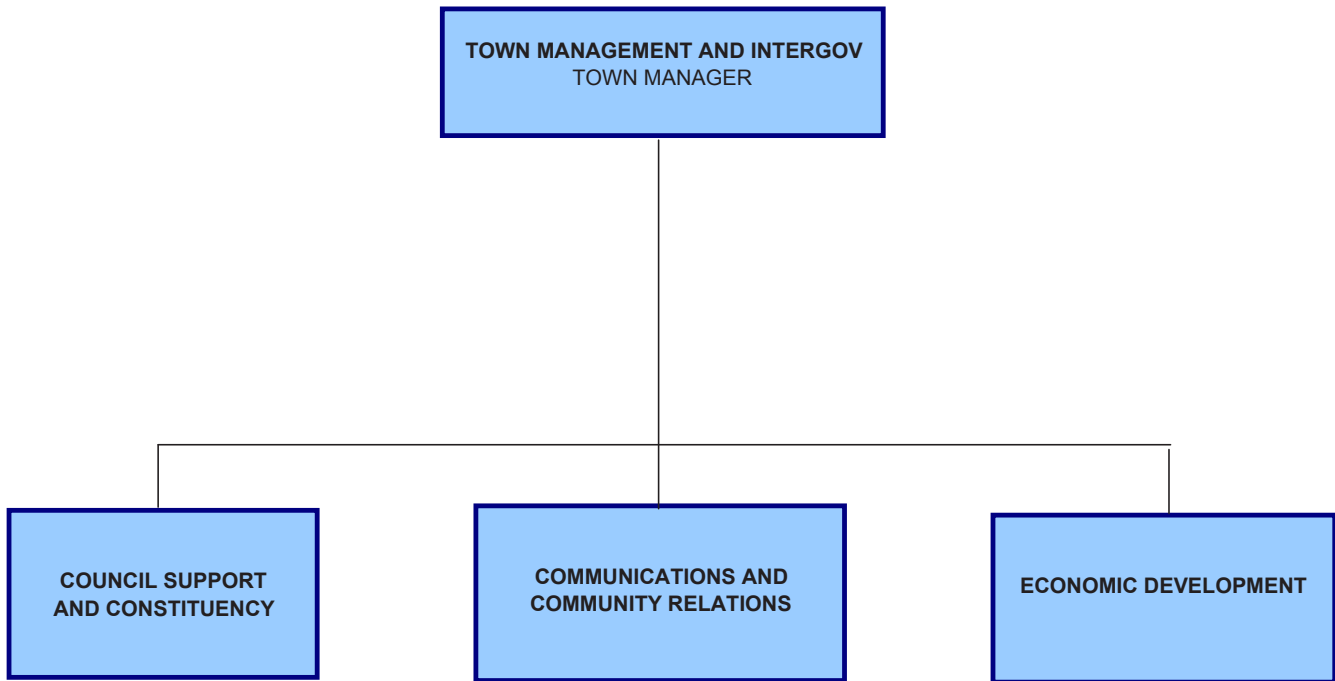 TOWN MANAGEMENT AND INTERGOV
TOWN MANAGER
COUNCIL SUPPORT
AND CONSTITUENCY
COMMUNICATIONS AND
COMMUNITY RELATIONS
ECONOMIC DEVELOPMENT